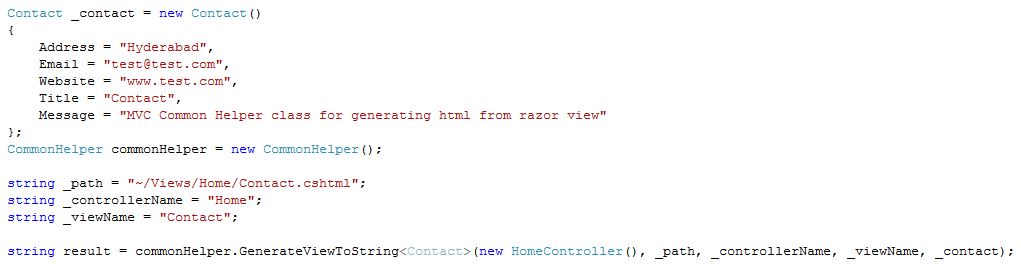 Contact _contact = new Contact()
{
    Address = "Hyderabad",
    Email = "test@test.com",
    Website = "www.test.com",
    Title = "Contact",
    Message = "MVC Common Helper class for generating html from razor view"
};
CommonHelper commonHelper = new CommonHelper();

string _path = "~/Views/Home/Contact.cshtml";
string _controllerName = "Home";
string _viewName = "Contact";

string result = commonHelper.GenerateViewToString<Contact>(new HomeController(), _path, _controllerName, _viewName, _contact);